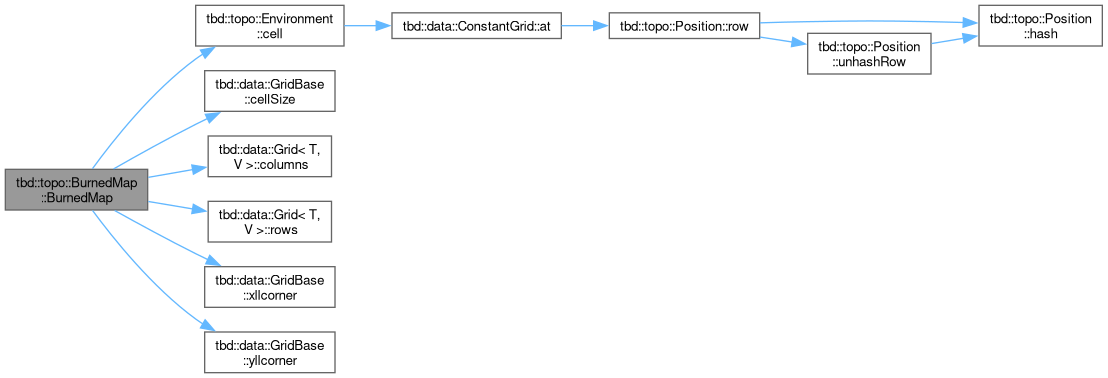 tbd::topo::BurnedMap
::BurnedMap
tbd::topo::Environment
::cell
tbd::data::ConstantGrid::at
tbd::topo::Position::row
tbd::topo::Position
::hash
tbd::topo::Position
::unhashRow
tbd::data::GridBase
::cellSize
tbd::data::Grid< T,
V >::columns
tbd::data::Grid< T,
V >::rows
tbd::data::GridBase
::xllcorner
tbd::data::GridBase
::yllcorner